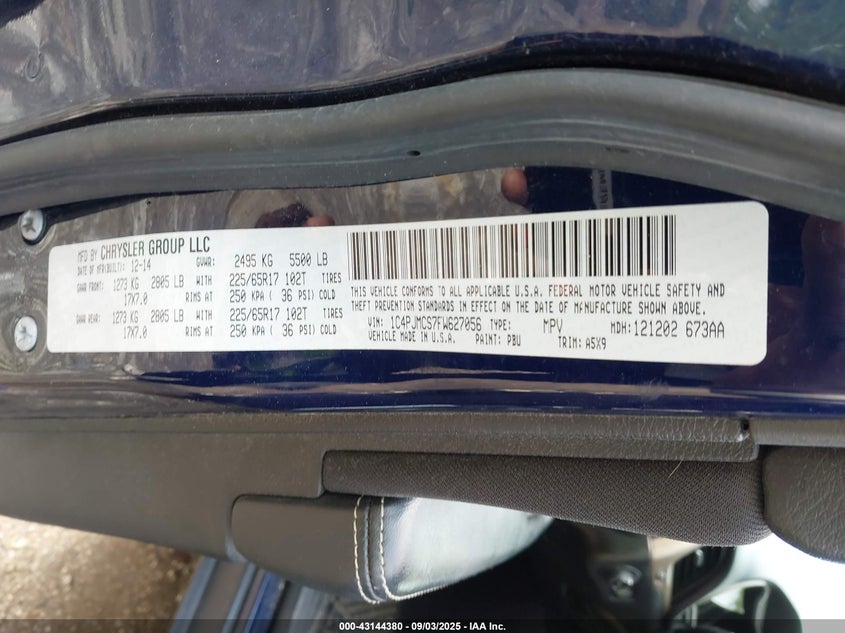 MFD BY CHRYSLER GROUP LLC
DATE OF MFR(BUILT): 12-14 GVWR: 2495 KG 5500 LB
GAWR FRONT: 1273 KG 2805 LB WITH 225/65R17 102T TIRES
17X7.0 RIMS AT 250 KPA ( 36 PSI) COLD
GAWR REAR: 1273 KG 2805 LB WITH 225/65R17 102T TIRES
17X7.0 RIMS AT 250 KPA ( 36 PSI) COLD
THIS VEHICLE CONFORMS TO ALL APPLICABLE U.S.A. FEDERAL MOTOR VEHICLE SAFETY AND
THEFT PREVENTION STANDARDS IN EFFECT ON THE DATE OF MANUFACTURE SHOWN ABOVE.
VIN: 1C4PJMCS7FW627056 TYPE: MPV MDH: 121202 673AA
MADE IN U.S.A. PAINT: PBU TRIM: A5X9
000-43144380 - 09/03/2025 - IAA Inc.